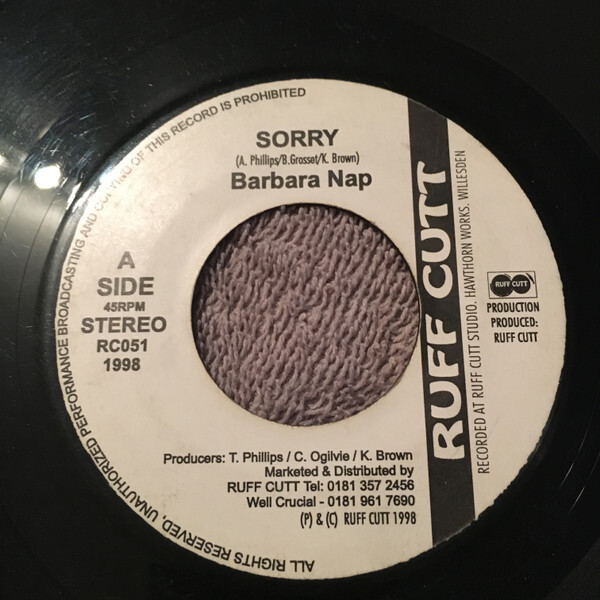 ALL RIGHTS RESERVED, UNAUTHORIZED PERFORMANCE BROADCASTING AND COPYING OF THIS RECORD IS PROHIBITED
SORRY
(A. Phillips/B.Grosset/K. Brown)
Barbara Nap
A
SIDE
45RPM
STEREO
RC051
1998
RUFF CUTT
RECORDED AT RUFF CUTT STUDIO. HAWTHORN WORKS. WILLESDEN
RUFF CUTT
PRODUCTION
PRODUCED:
RUFF CUTT
Producers: T. Phillips / C. Ogilvie / K. Brown
Marketed & Distributed by
RUFF CUTT Tel: 0181 357 2456
Well Crucial - 0181 961 7690
(P) & (C) RUFF CUTT 1998